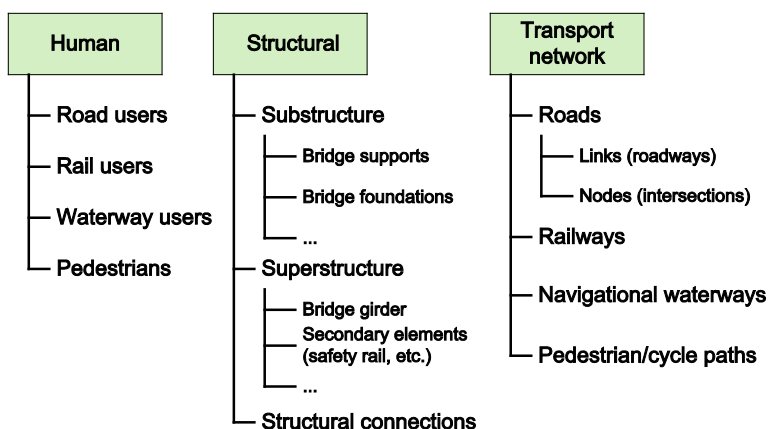 Human
Road users
Rail users
Waterway users
Pedestrians
Structural
Substructure
Bridge supports
Bridge foundations
...
Superstructure
Bridge girder
Secondary elements
(safety rail, etc.)
...
Structural connections
Transport
network
Roads
Links (roadways)
Nodes (intersections)
Railways
Navigational waterways
Pedestrian/cycle paths